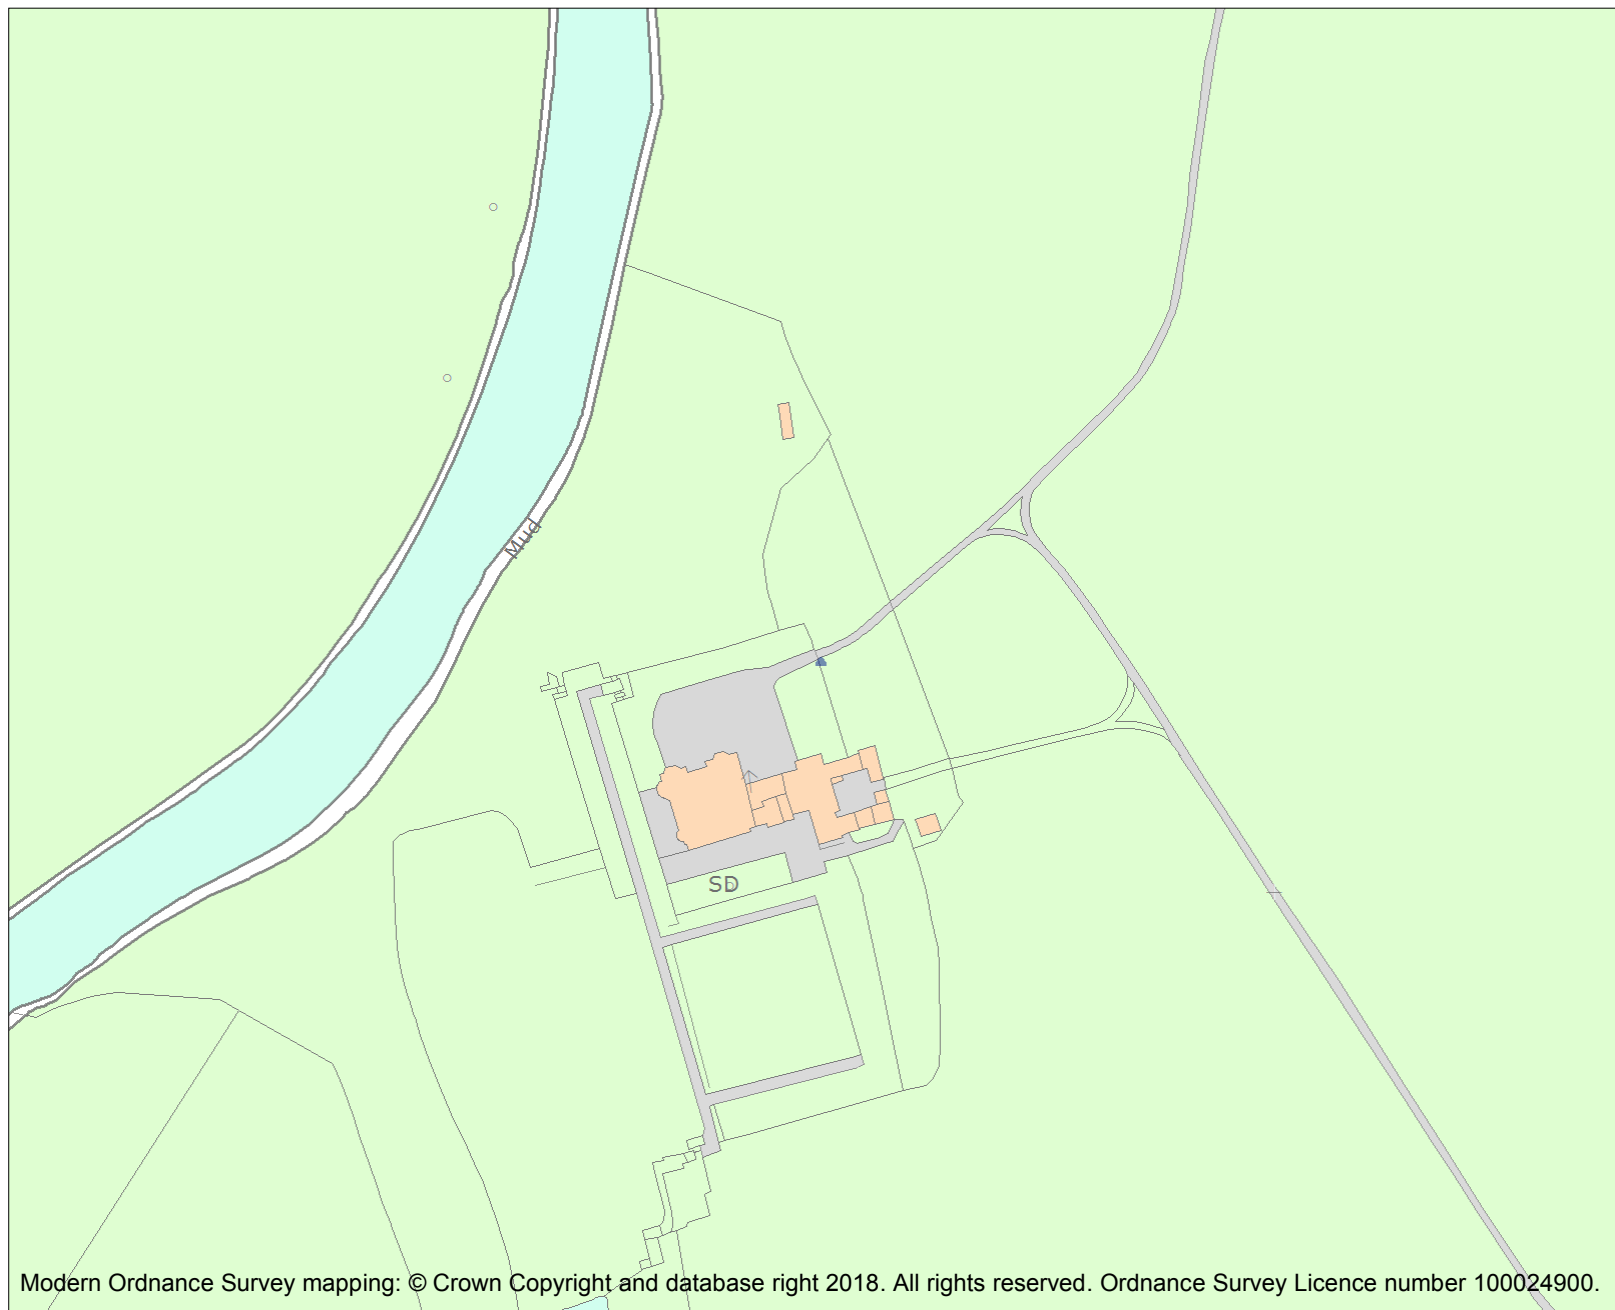 Mud
SD
Modern Ordnance Survey mapping: © Crown Copyright and database right 2018. All rights reserved. Ordnance Survey Licence number 100024900.